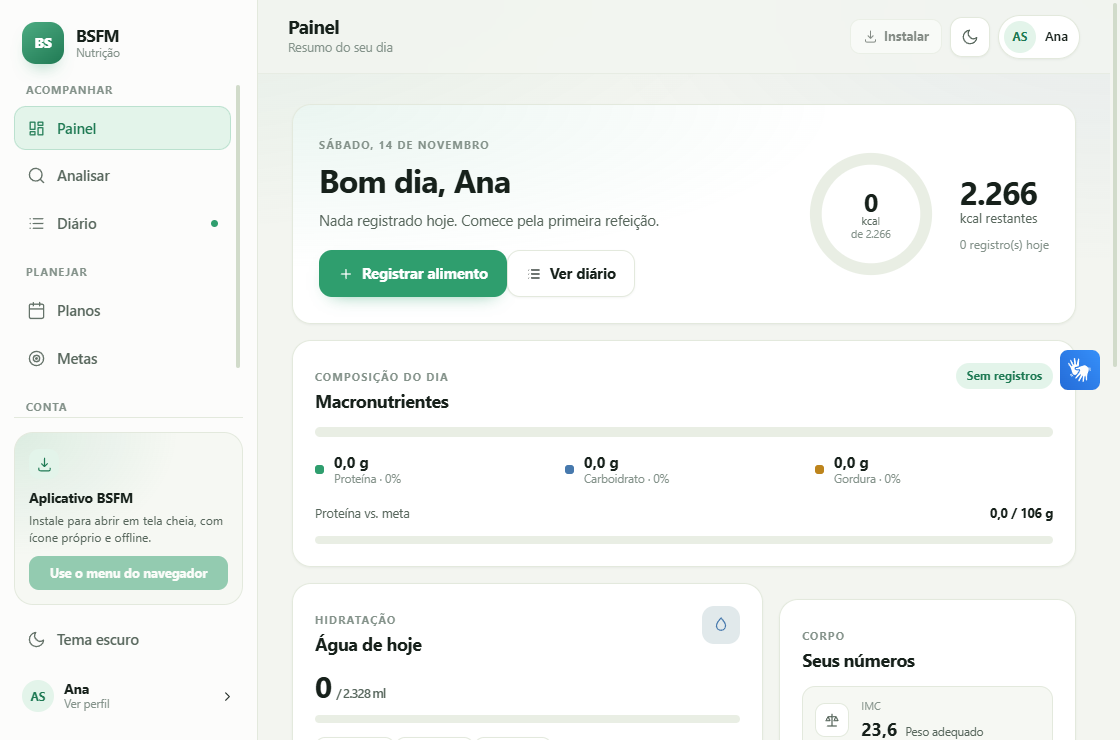 BS
BSFM
Nutrição
ACOMPANHAR
Painel
Analisar
Diário
PLANEJAR
Planos
Metas
CONTA
Aplicativo BSFM
Instale para abrir em tela cheia, com
ícone próprio e offline.
Use o menu do navegador
Tema escuro
AS
Ana
Ver perfil
Painel
Resumo do seu dia
Instalar
AS
Ana
SÁBADO, 14 DE NOVEMBRO
Bom dia, Ana
Nada registrado hoje. Comece pela primeira refeição.
Registrar alimento
Ver diário
0
kcal
de 2.266
2.266
kcal restantes
0 registro(s) hoje
COMPOSIÇÃO DO DIA
Macronutrientes
Sem registros
0,0 g
Proteína · 0%
0,0 g
Carboidrato · 0%
0,0 g
Gordura · 0%
Proteína vs. meta
0,0 / 106 g
HIDRATAÇÃO
Água de hoje
0 / 2.328 ml
CORPO
Seus números
IMC
23,6 Peso adequado